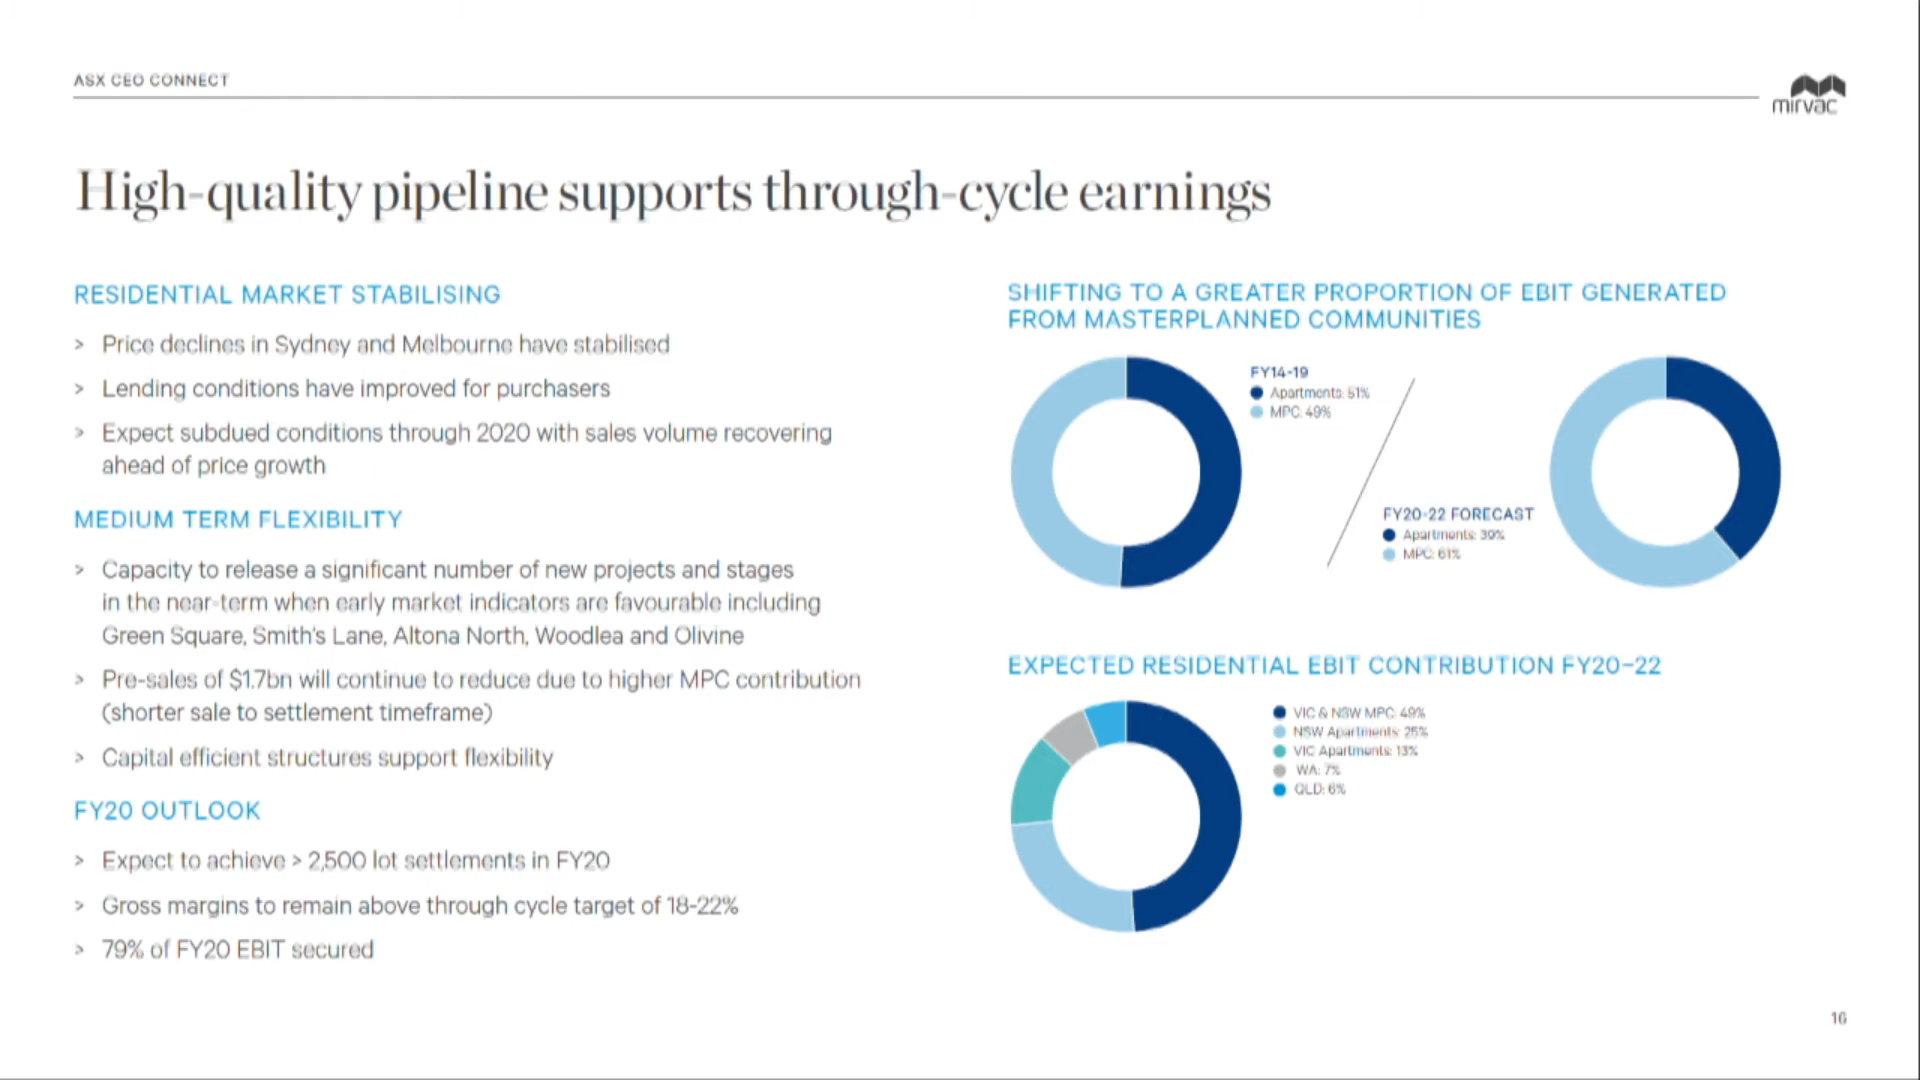 ASX CEO CONNECT
mirvac
High-quality pipeline supports through-cycle earnings
RESIDENTIAL MARKET STABILISING
> Price declines in Sydney and Melbourne have stabilised
> Lending conditions have improved for purchasers
> Expect subdued conditions through 2020 with sales volume recovering
ahead of price growth
MEDIUM TERM FLEXIBILITY
> Capacity to release a significant number of new projects and stages
in the near-term when early market indicators are favourable including
Green Square, Smith's Lane, Altona North, Woodlea and Olivine
> Pre-sales of $1.7bn will continue to reduce due to higher MPC contribution
(shorter sale to settlement timeframe)
> Capital efficient structures support flexibility
FY20 OUTLOOK
> Expect to achieve > 2,500 lot settlements in FY20
> Gross margins to remain above through cycle target of 18-22%
> 79% of FY20 EBIT secured
SHIFTING TO A GREATER PROPORTION OF EBIT GENERATED
FROM MASTERPLANNED COMMUNITIES
FY14-19
Apartments: 51%
MPC: 49%
FY20-22 FORECAST
Apartments: 39%
MPC: 61%
EXPECTED RESIDENTIAL EBIT CONTRIBUTION FY20–22
VIC & NSW MPC: 49%
NSW Apartments: 25%
VIC Apartments: 13%
WA: 7%
QLD: 6%
16